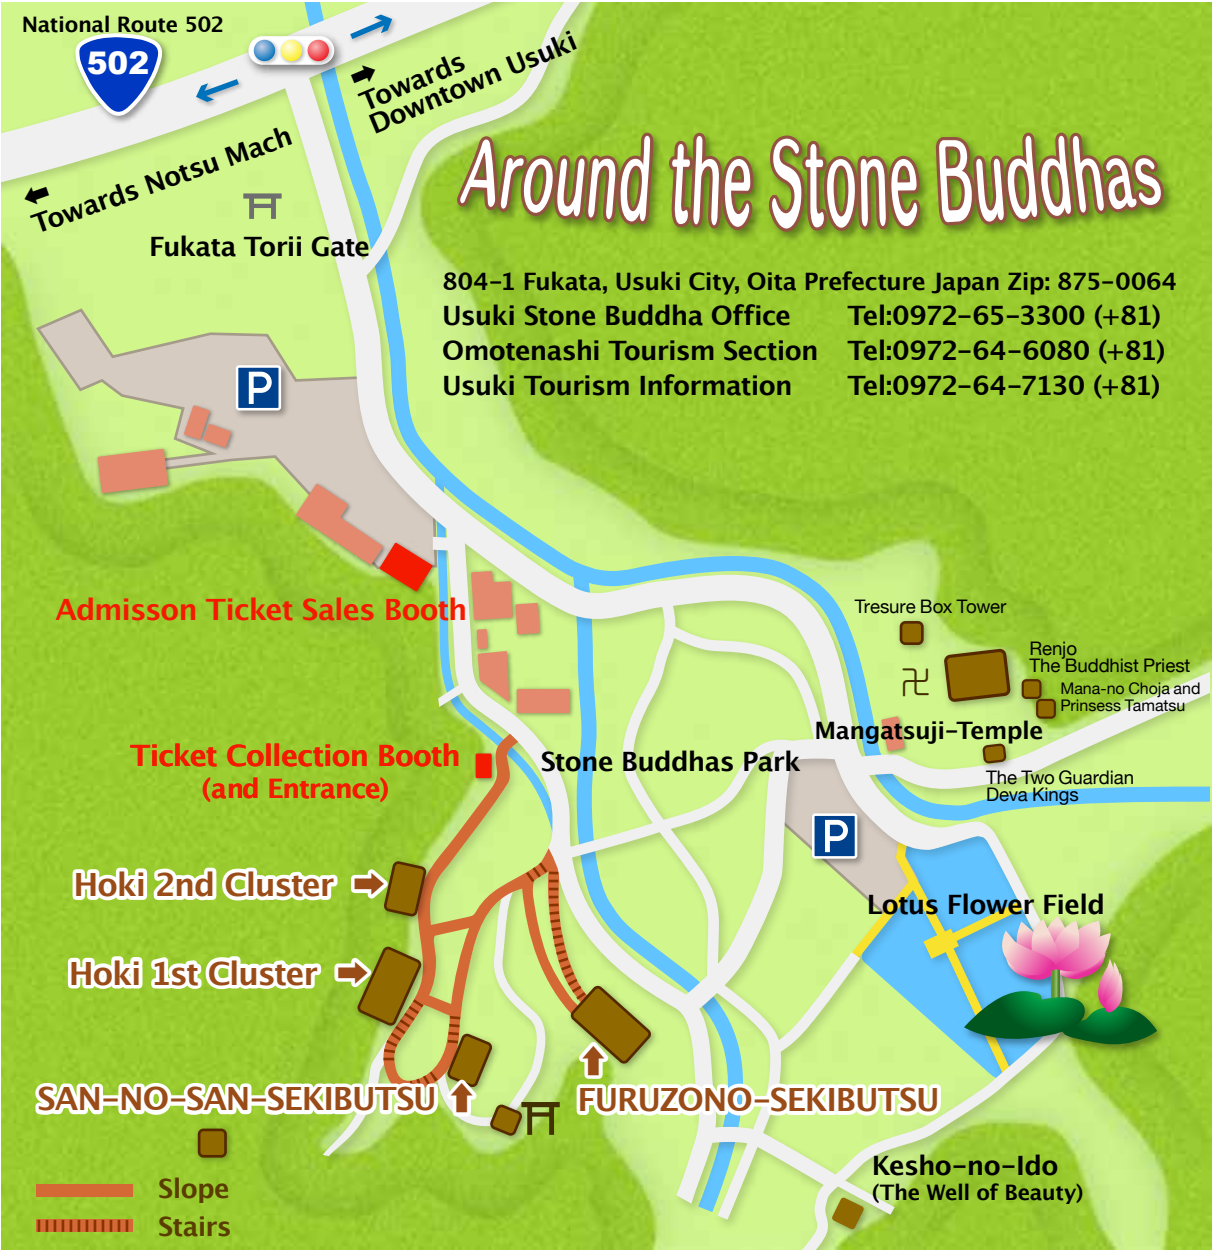 National Route 502
502
Towards
Downtown Usuki
Towards Notsu Mach
Fukata Torii Gate
Around the Stone Buddhas
804-1 Fukata, Usuki City, Oita Prefecture Japan Zip: 875-0064
Usuki Stone Buddha Office Tel:0972-65-3300 (+81)
Omotenashi Tourism Section Tel:0972-64-6080 (+81)
Usuki Tourism Information Tel:0972-64-7130 (+81)
P
Admisson Ticket Sales Booth
Tresure Box Tower
Renjo
The Buddhist Priest
Mana-no Choja and
Prinsess Tamatsu
卍
Mangatsuji-Temple
The Two Guardian
Deva Kings
Ticket Collection Booth
(and Entrance)
Stone Buddhas Park
P
Hoki 2nd Cluster
Lotus Flower Field
Hoki 1st Cluster
SAN-NO-SAN-SEKIBUTSU
FURUZONO-SEKIBUTSU
Kesho-no-Ido
(The Well of Beauty)
Slope
Stairs